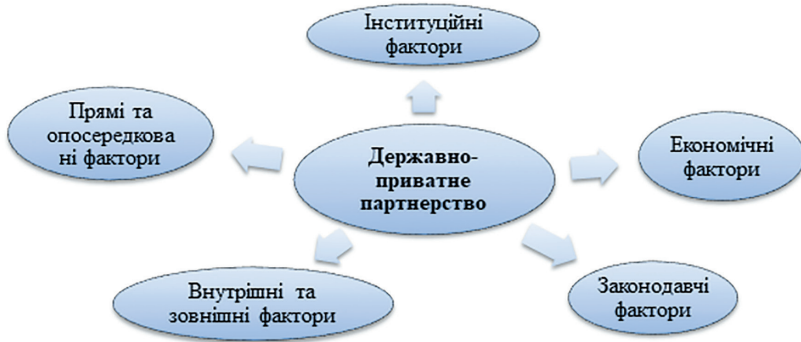 Інституційні
фактори
Прямі та
опосередкова
ні фактори
Державно-
приватне
партнерство
Економічні
фактори
Внутрішні та
зовнішні фактори
Законодавчі
фактори